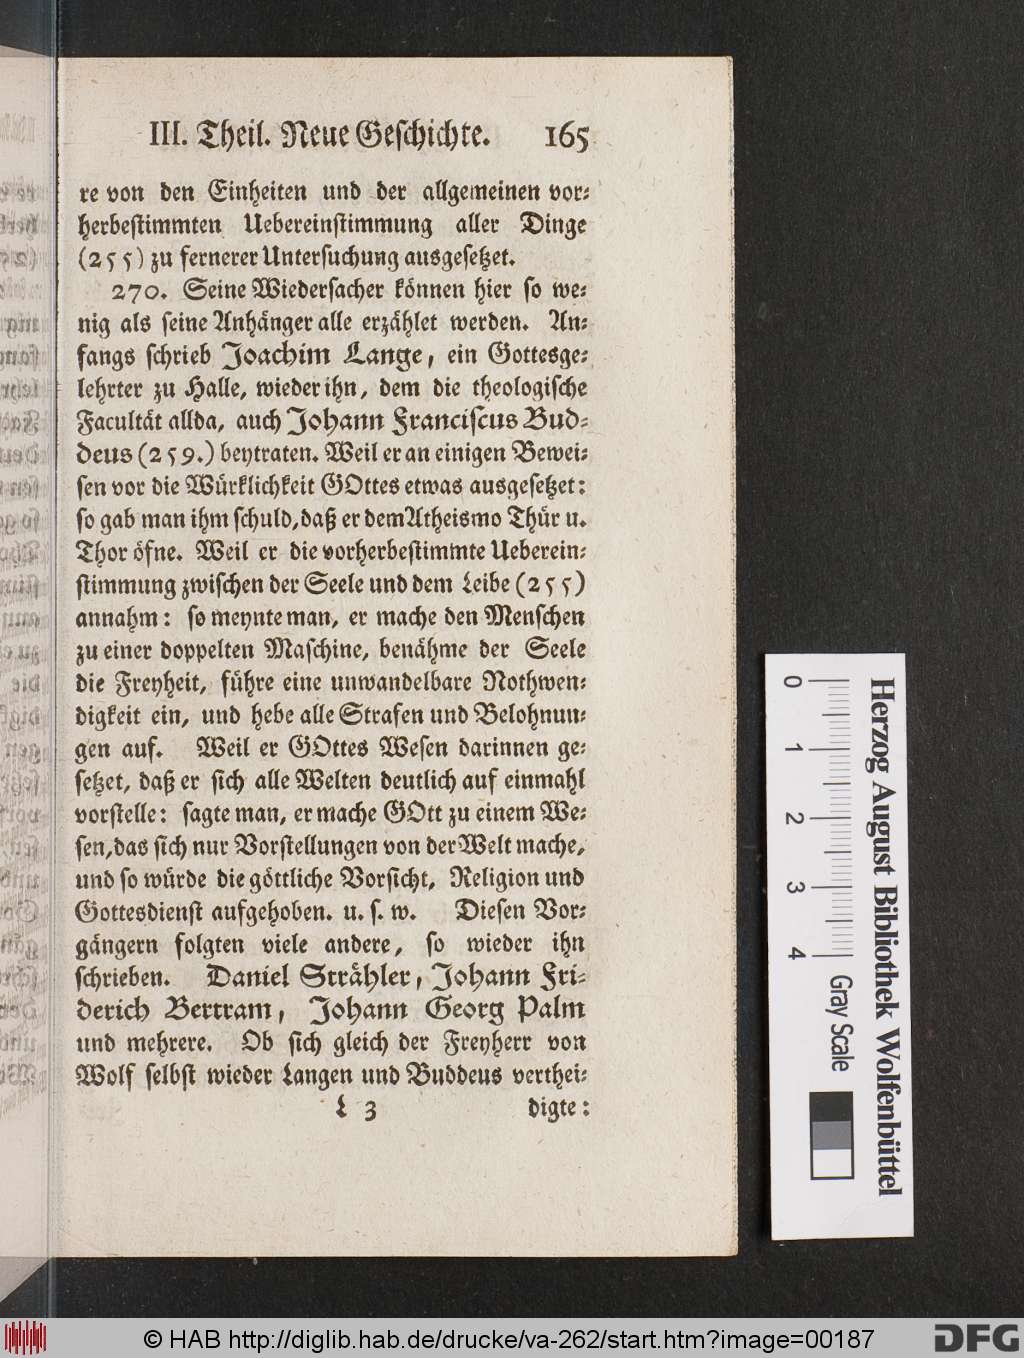 III. Theil. Neue Geschichte. 165
re von den Einheiten und der allgemeinen vor-
herbestimmten Uebereinstimmung aller Dinge
(255) zu fernerer Untersuchung ausgesetzet.
270. Seine Wiedersacher können hier so we-
nig als seine Anhänger alle erzählet werden. An-
fangs schrieb Joachim Lange, ein Gottesge-
lehrter zu Halle, wieder ihn, dem die theologische
Facultät allda, auch Johann Franciscus Bud-
deus (259.) beytraten. Weil er an einigen Bewei-
sen vor die Würklichkeit GOttes etwas ausgesetzet:
so gab man ihm schuld, daß er dem Atheismo Thür u.
Thor öfne. Weil er die vorherbestimmte Ueberein-
stimmung zwischen der Seele und dem Leibe (255)
annahm: so meynte man, er mache den Menschen
zu einer doppelten Maschine, benähme der Seele
die Freyheit, führe eine unwandelbare Nothwen-
digkeit ein, und hebe alle Strafen und Belohnun-
gen auf. Weil er GOttes Wesen darinnen ge-
setzet, daß er sich alle Welten deutlich auf einmahl
vorstelle: sagte man, er mache GOtt zu einem We-
sen, das sich nur Vorstellungen von der Welt mache,
und so würde die göttliche Vorsicht, Religion und
Gottesdienst aufgehoben. u. s. w. Diesen Vor-
gängern folgten viele andere, so wieder ihn
schrieben. Daniel Strähler, Johann Fri-
derich Bertram, Johann Georg Palm
und mehrere. Ob sich gleich der Freyherr von
Wolf selbst wieder Langen und Buddeus verthei-
L 3 digte:
Herzog August Bibliothek Wolfenbüttel
0 1 2 3 4 Gray Scale
© HAB http://diglib.hab.de/drucke/va-262/start.htm?image=00187
DFG